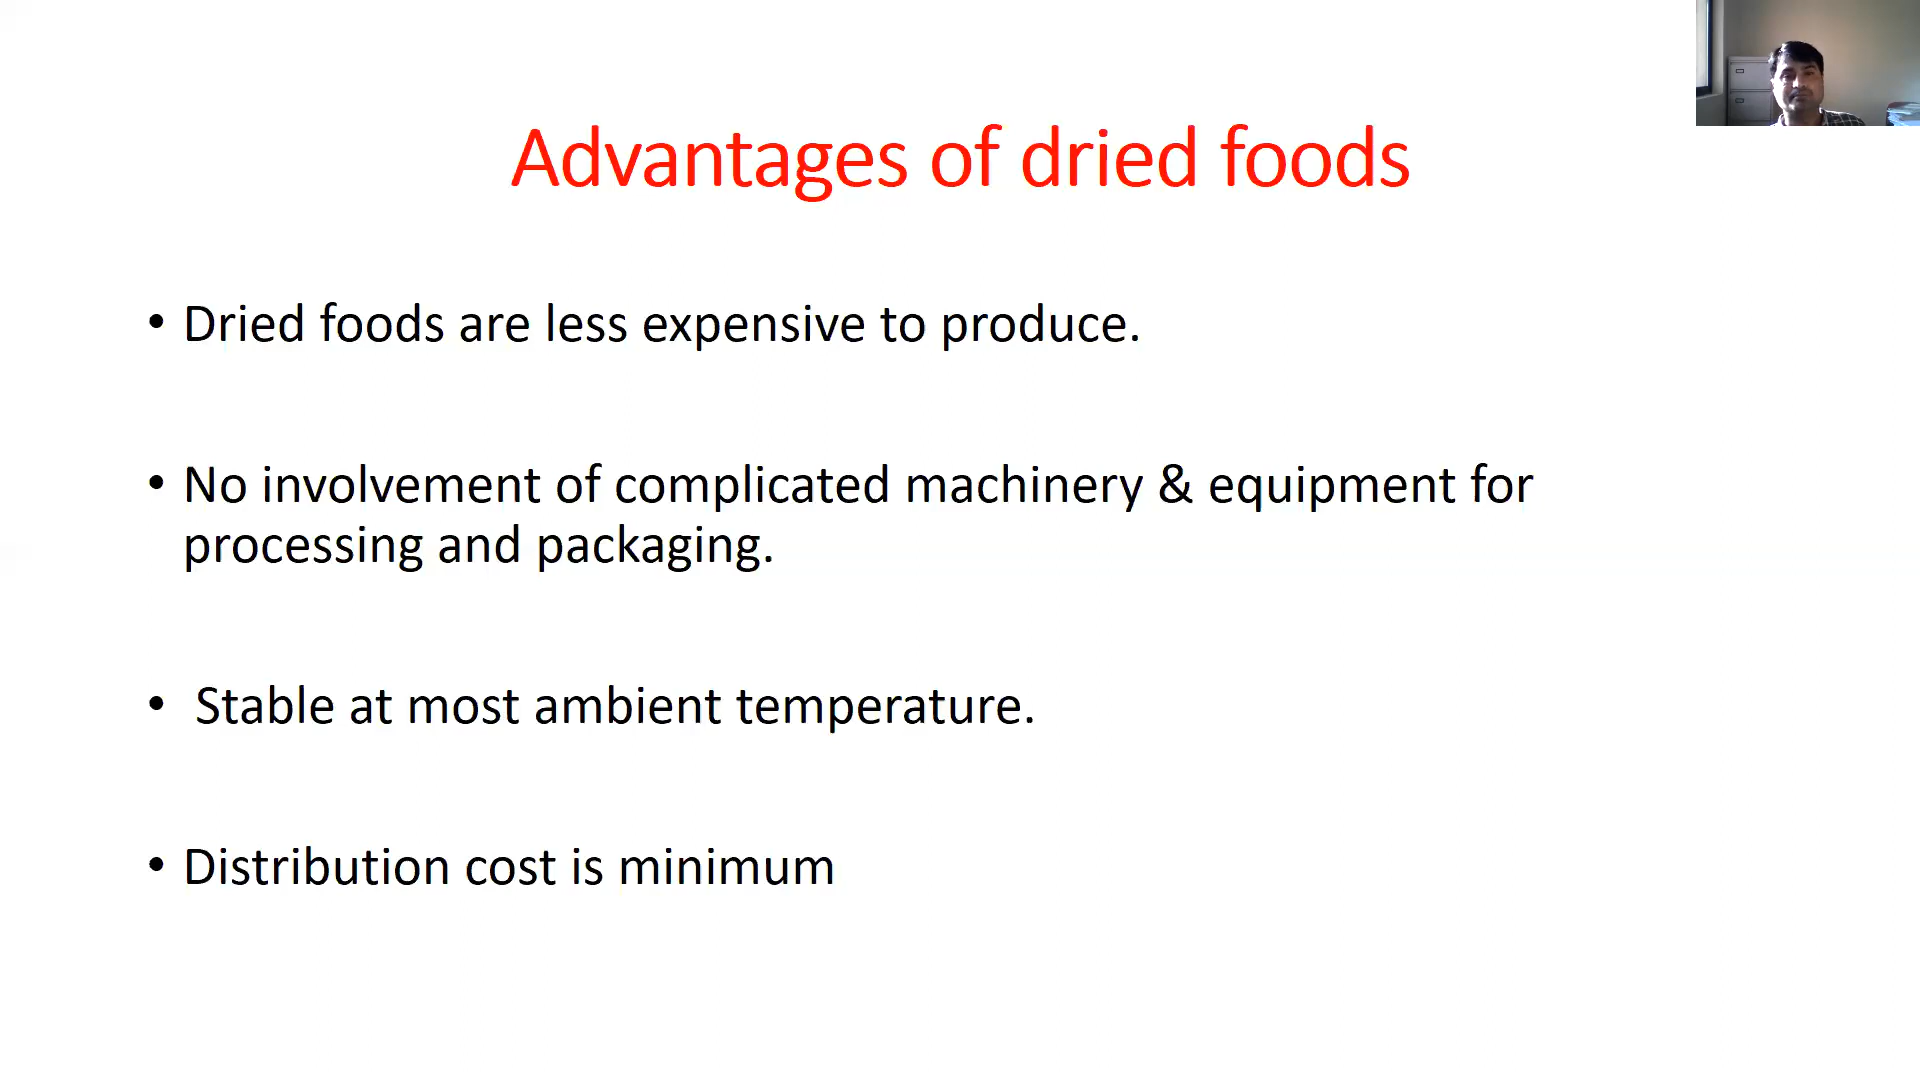 Advantages of dried foods
• Dried foods are less expensive to produce.
• No involvement of complicated machinery & equipment for
processing and packaging.
• Stable at most ambient temperature.
• Distribution cost is minimum